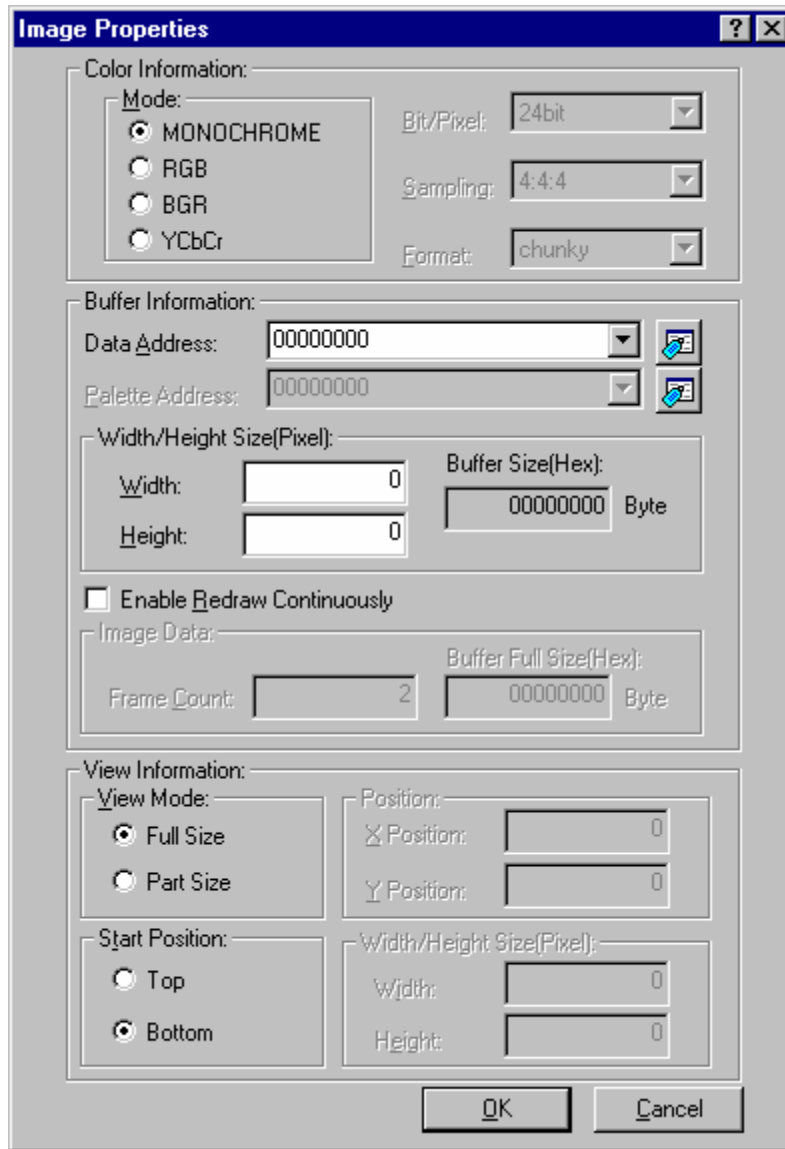 Image Properties
Color Information:
Mode:
MONOCHROME
RGB
BGR
YCbCr
Bit/Pixel: 24bit
Sampling: 4:4:4
Format: chunky
Buffer Information:
Data Address: 00000000
Palette Address: 00000000
Width/Height Size(Pixel):
Width: 0
Height: 0
Buffer Size(Hex):
00000000 Byte
Enable Redraw Continuously
Image Data:
Frame Count: 2
Buffer Full Size(Hex):
00000000 Byte
View Information:
View Mode:
Full Size
Part Size
Position:
X Position: 0
Y Position: 0
Start Position:
Top
Bottom
Width/Height Size(Pixel):
Width: 0
Height: 0
OK Cancel